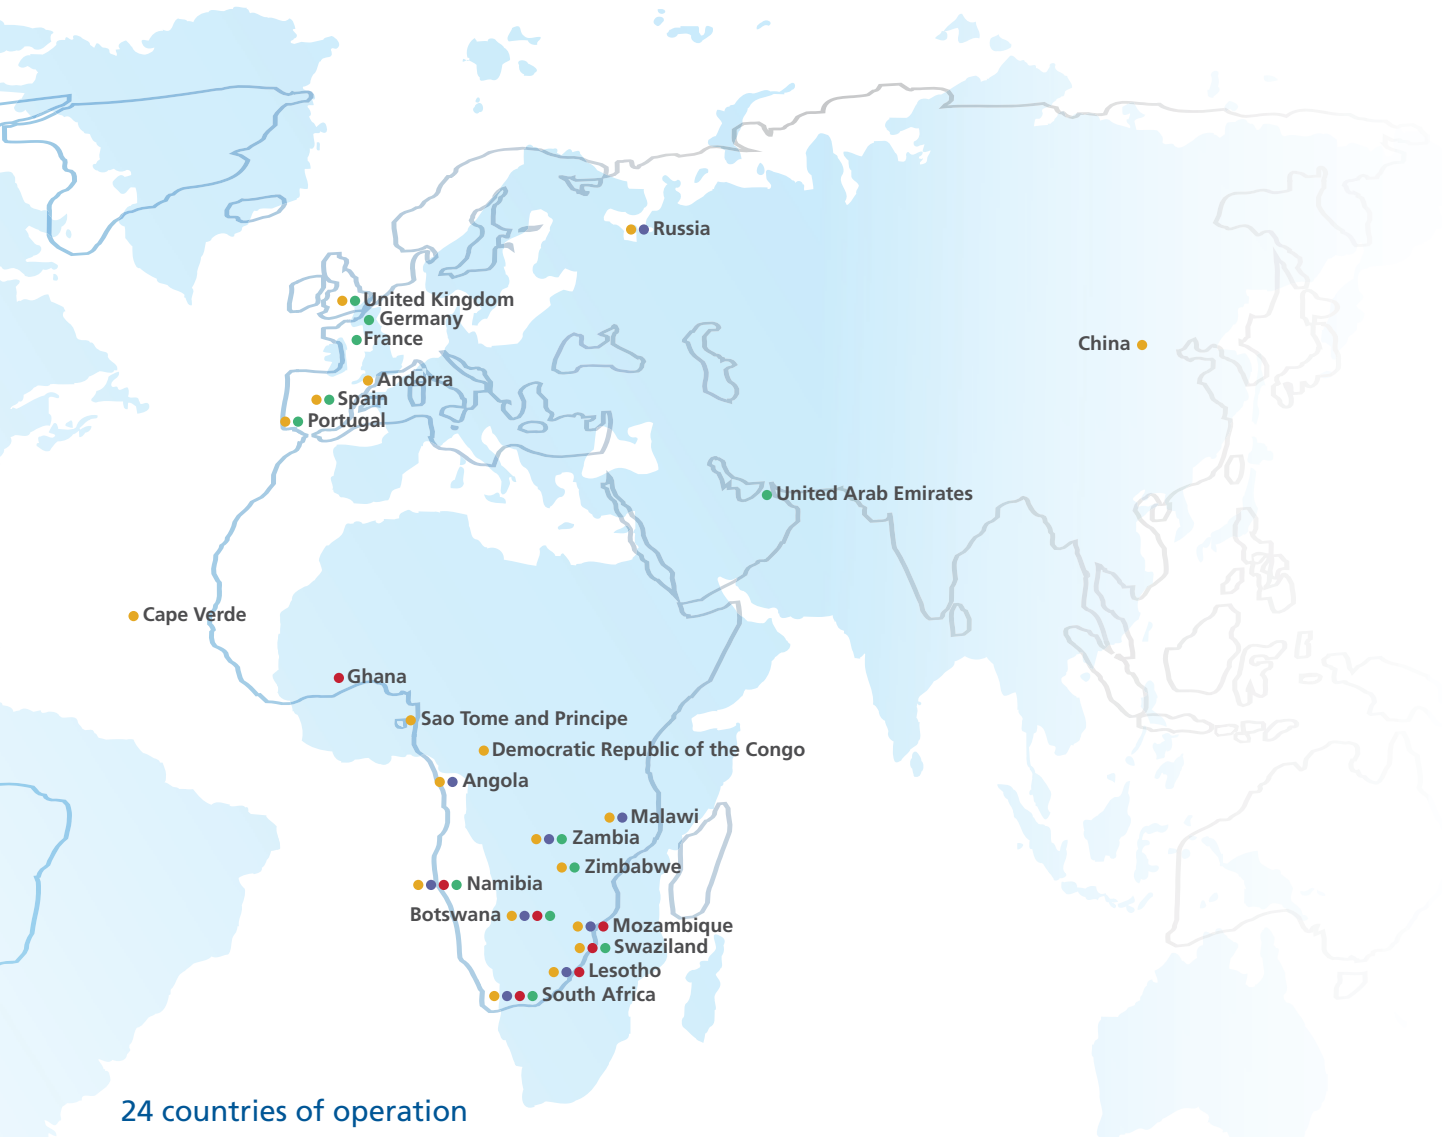 Russia
United Kingdom
Germany
France
China
Andorra
Spain
Portugal
United Arab Emirates
Cape Verde
Ghana
Sao Tome and Principe
Democratic Republic of the Congo
Angola
Malawi
Zambia
Zimbabwe
Namibia
Botswana
Mozambique
Swaziland
Lesotho
South Africa
24 countries of operation